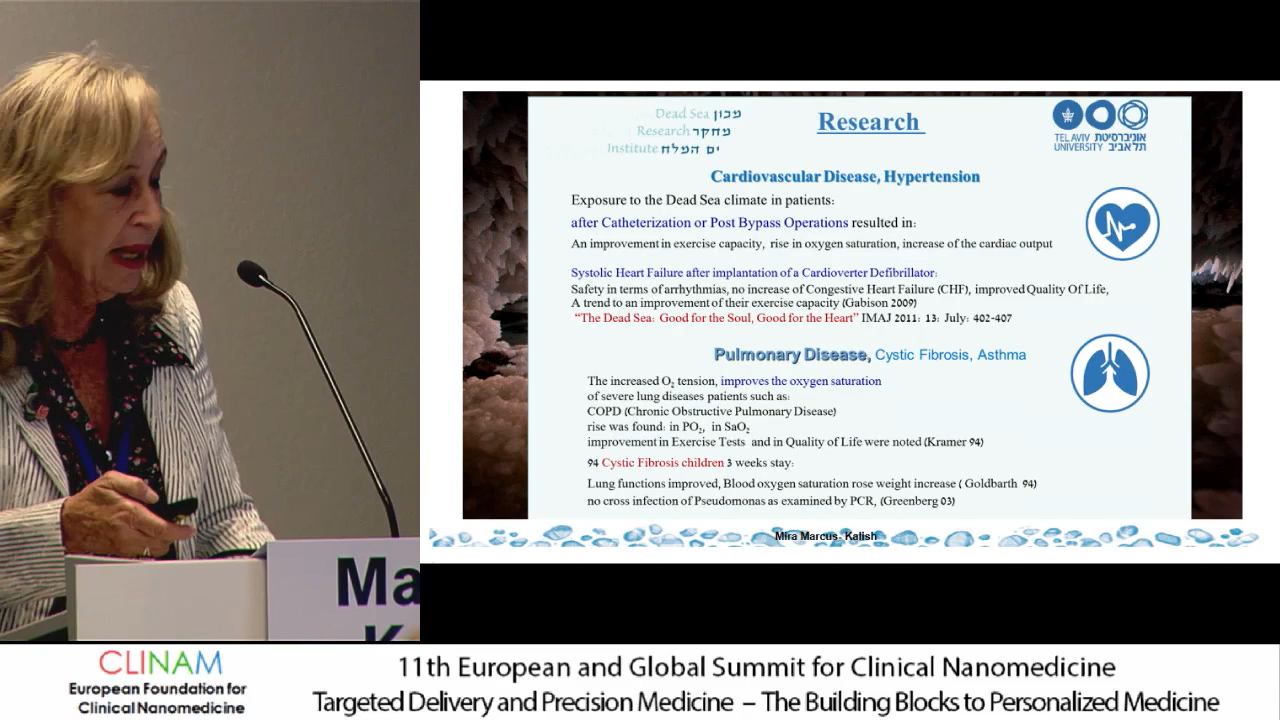 Dead Sea מכון
Research מחקר
Institute ים המלח
Research
TEL AVIV אוניברסיטת
UNIVERSITY תל אביב
Cardiovascular Disease, Hypertension
Exposure to the Dead Sea climate in patients:
after Catheterization or Post Bypass Operations resulted in:
An improvement in exercise capacity, rise in oxygen saturation, increase of the cardiac output
Systolic Heart Failure after implantation of a Cardioverter Defibrillator:
Safety in terms of arrhythmias, no increase of Congestive Heart Failure (CHF), improved Quality Of Life,
A trend to an improvement of their exercise capacity (Gabison 2009)
“The Dead Sea: Good for the Soul, Good for the Heart” IMAJ 2011: 13: July: 402-407
Pulmonary Disease, Cystic Fibrosis, Asthma
The increased O₂ tension, improves the oxygen saturation
of severe lung diseases patients such as:
COPD (Chronic Obstructive Pulmonary Disease)
rise was found: in PO₂, in SaO₂
improvement in Exercise Tests and in Quality of Life were noted (Kramer 94)
94 Cystic Fibrosis children 3 weeks stay:
Lung functions improved, Blood oxygen saturation rose weight increase ( Goldbarth 94)
no cross infection of Pseudomonas as examined by PCR, (Greenberg 03)
Mira Marcus- Kalish
Ma
K
CLINAM
European Foundation for
Clinical Nanomedicine
11th European and Global Summit for Clinical Nanomedicine
Targeted Delivery and Precision Medicine – The Building Blocks to Personalized Medicine